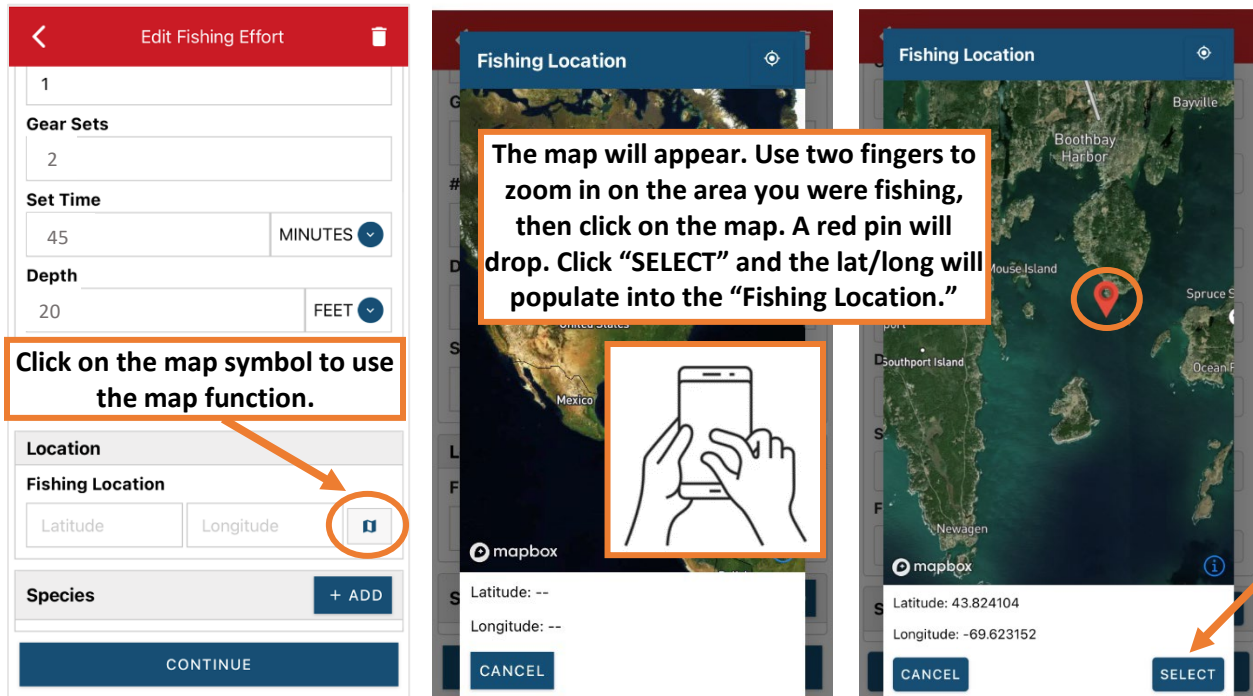 Edit Fishing Effort
1
Gear Sets
2
Set Time
45
MINUTES
Depth
20
FEET
Click on the map symbol to use
the map function.
Location
Fishing Location
Latitude
Longitude
Species
+ ADD
CONTINUE
Fishing Location
The map will appear. Use two fingers to
zoom in on the area you were fishing,
then click on the map. A red pin will
drop. Click “SELECT” and the lat/long will
populate into the “Fishing Location.”
United States
Mexico
mapbox
Latitude: --
Longitude: --
CANCEL
Fishing Location
Bayville
Boothbay
Harbor
Mouse Island
Spruce
port
Southport Island
Ocean
Newagen
mapbox
Latitude: 43.824104
Longitude: -69.623152
CANCEL
SELECT